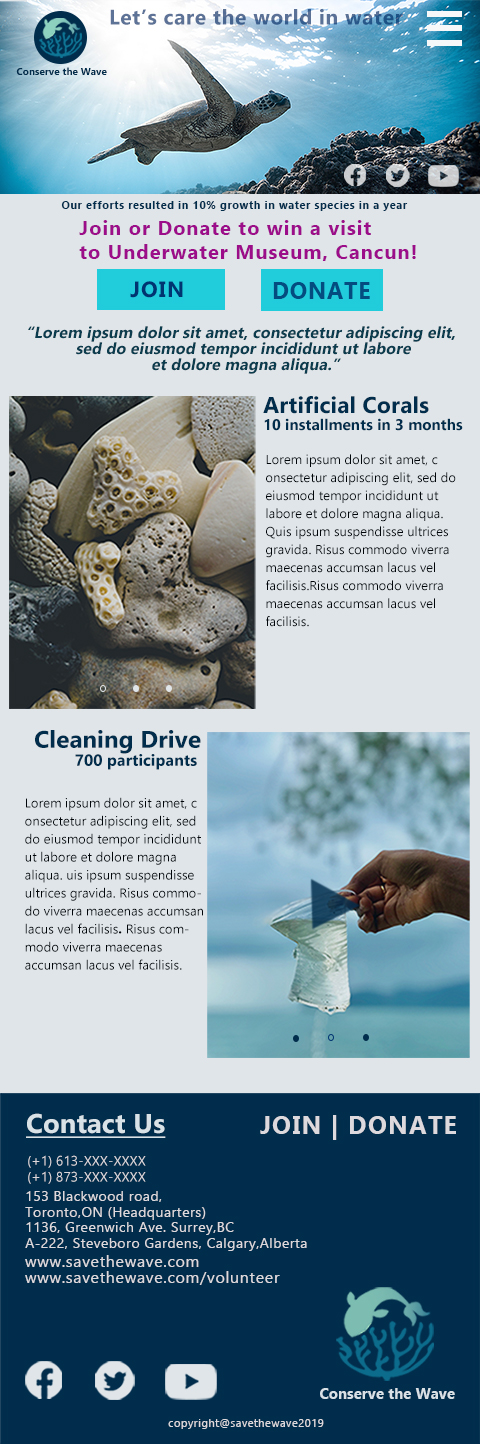 Let's care the world in water
Conserve the Wave
Our efforts resulted in 10% growth in water species in a year
Join or Donate to win a visit
to Underwater Museum, Cancun!
JOIN
DONATE
“Lorem ipsum dolor sit amet, consectetur adipiscing elit,
sed do eiusmod tempor incididunt ut labore
et dolore magna aliqua.”
Artificial Corals
10 installments in 3 months
Lorem ipsum dolor sit amet, c
onsectetur adipiscing elit, sed do
eiusmod tempor incididunt ut
labore et dolore magna aliqua.
Quis ipsum suspendisse ultrices
gravida. Risus commodo viverra
maecenas accumsan lacus vel
facilisis.Risus commodo viverra
maecenas accumsan lacus vel
facilisis.
Cleaning Drive
700 participants
Lorem ipsum dolor sit amet, c
onsectetur adipiscing elit, sed
do eiusmod tempor incididunt
ut labore et dolore magna
aliqua. uis ipsum suspendisse
ultrices gravida. Risus commo-
do viverra maecenas accumsan
lacus vel facilisis. Risus com-
modo viverra maecenas
accumsan lacus vel facilisis.
Contact Us
JOIN | DONATE
(+1) 613-XXX-XXXX
(+1) 873-XXX-XXXX
153 Blackwood road,
Toronto,ON (Headquarters)
1136, Greenwich Ave. Surrey,BC
A-222, Steveboro Gardens, Calgary,Alberta
www.savethewave.com
www.savethewave.com/volunteer
Conserve the Wave
copyright@savethewave2019